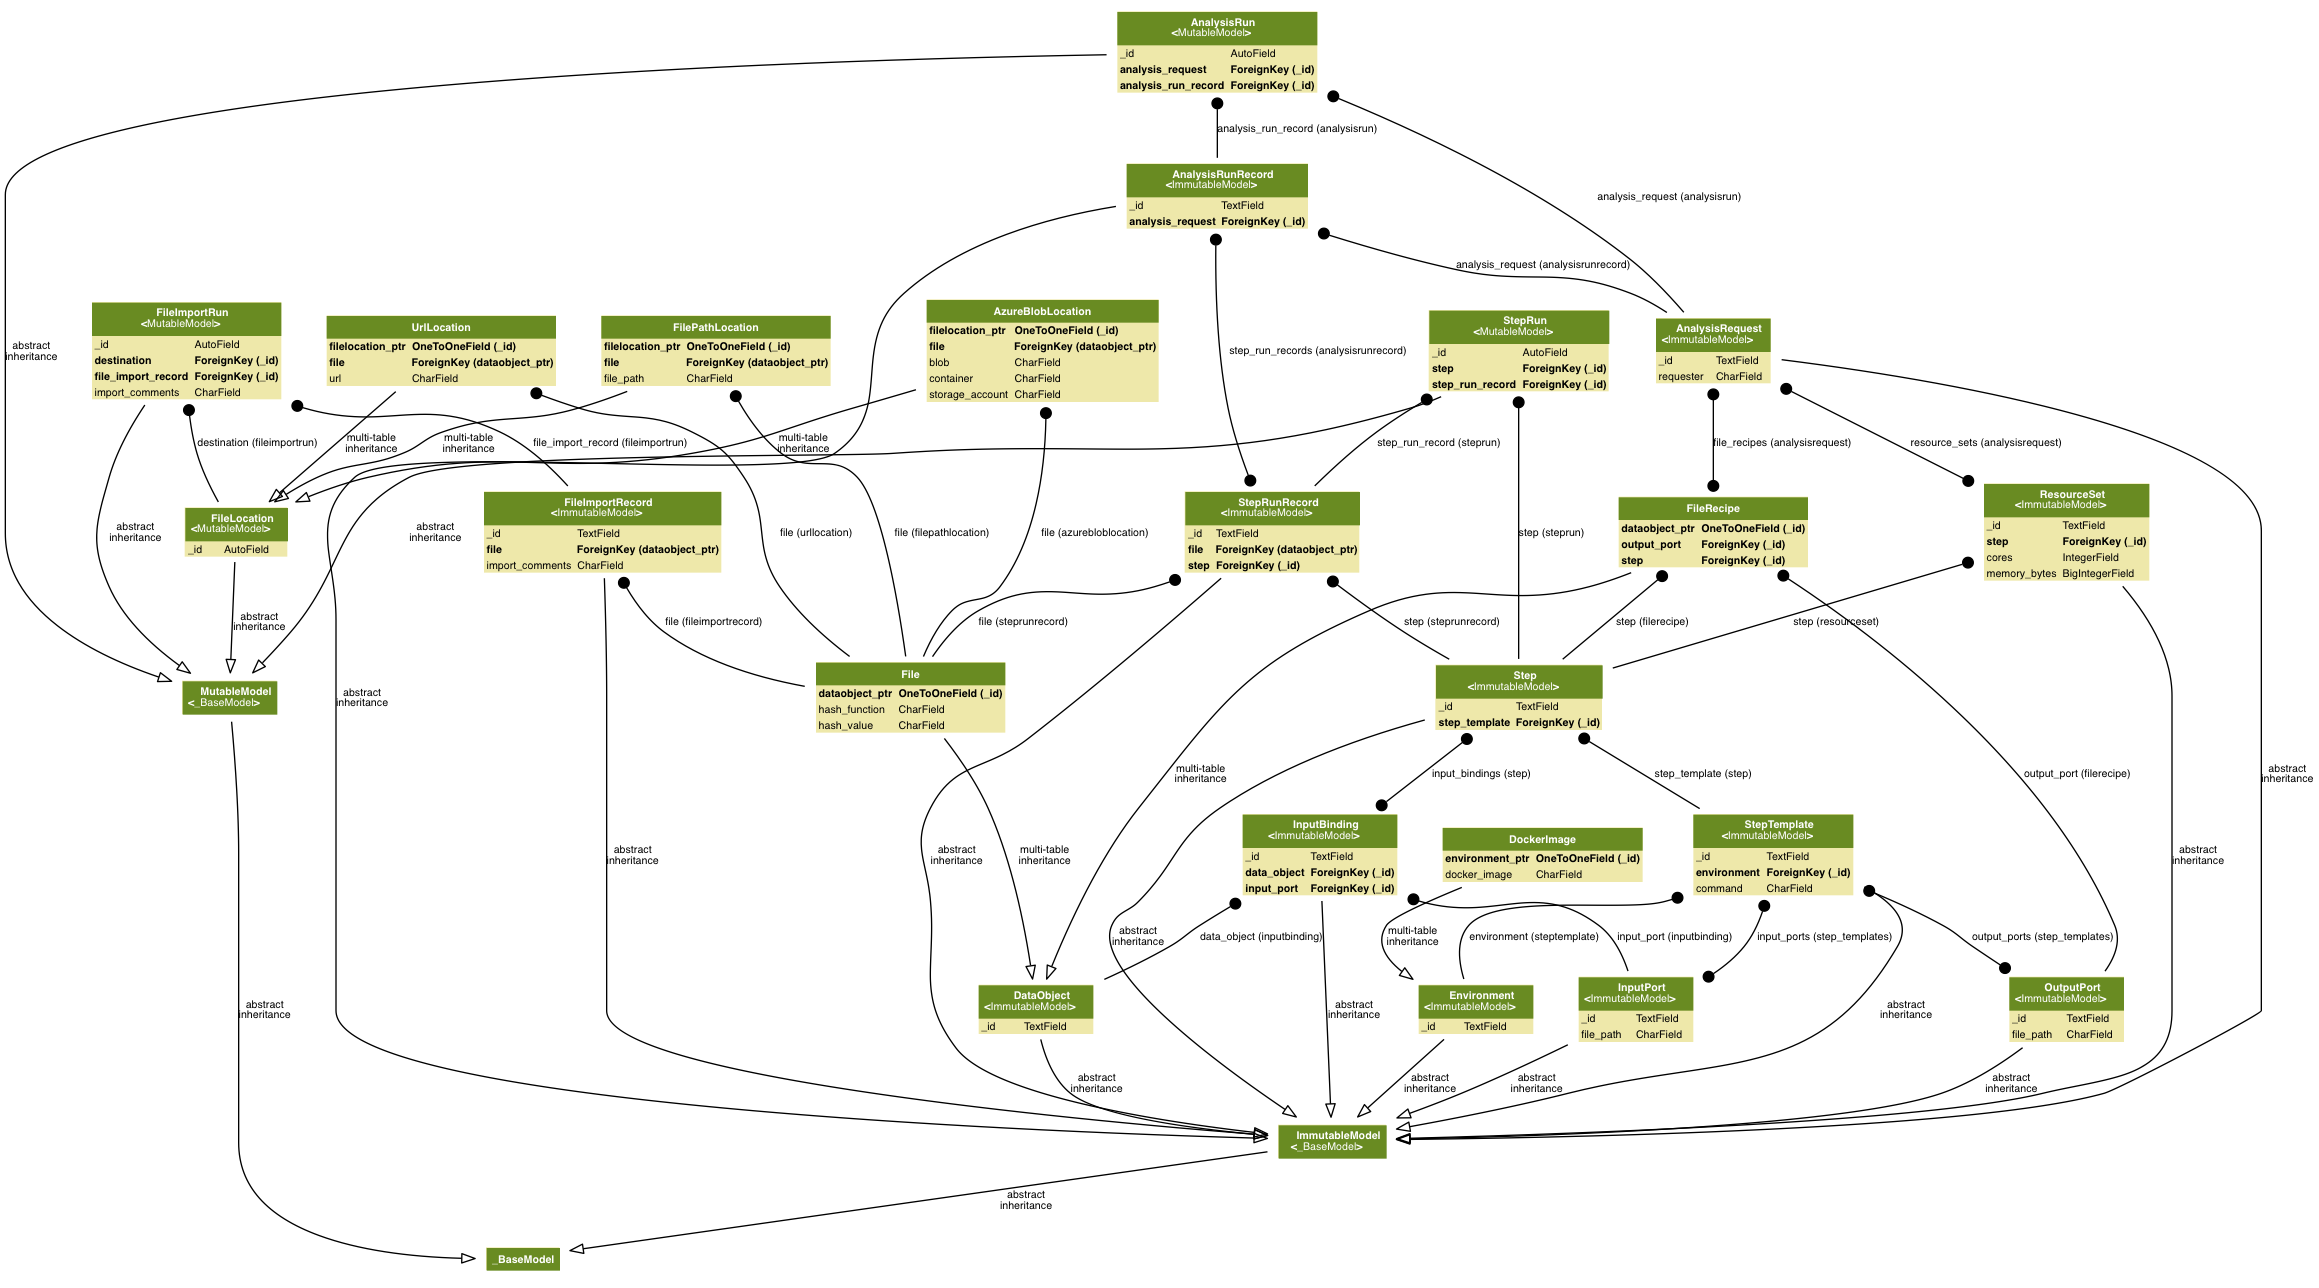 AnalysisRun
<MutableModel>
_id AutoField
analysis_request ForeignKey (_id)
analysis_run_record ForeignKey (_id)
analysis_run_record (analysisrun)
AnalysisRunRecord
<ImmutableModel>
_id TextField
analysis_request ForeignKey (_id)
analysis_request (analysisrun)
analysis_request (analysisrunrecord)
abstract
inheritance
FileImportRun
<MutableModel>
_id AutoField
destination ForeignKey (_id)
file_import_record ForeignKey (_id)
import_comments CharField
UrlLocation
filelocation_ptr OneToOneField (_id)
file ForeignKey (dataobject_ptr)
url CharField
FilePathLocation
filelocation_ptr OneToOneField (_id)
file ForeignKey (dataobject_ptr)
file_path CharField
AzureBlobLocation
filelocation_ptr OneToOneField (_id)
file ForeignKey (dataobject_ptr)
blob CharField
container CharField
storage_account CharField
step_run_records (analysisrunrecord)
StepRun
<MutableModel>
_id AutoField
step ForeignKey (_id)
step_run_record ForeignKey (_id)
AnalysisRequest
<ImmutableModel>
_id TextField
requester CharField
destination (fileimportrun)
multi-table
inheritance
multi-table
inheritance
file_import_record (fileimportrun)
multi-table
inheritance
step_run_record (steprun)
file_recipes (analysisrequest)
resource_sets (analysisrequest)
abstract
inheritance
FileLocation
<MutableModel>
_id AutoField
abstract
inheritance
FileImportRecord
<ImmutableModel>
_id TextField
file ForeignKey (dataobject_ptr)
import_comments CharField
file (urllocation)
file (filepathlocation)
file (azurebloblocation)
StepRunRecord
<ImmutableModel>
_id TextField
file ForeignKey (dataobject_ptr)
step ForeignKey (_id)
step (steprun)
FileRecipe
dataobject_ptr OneToOneField (_id)
output_port ForeignKey (_id)
step ForeignKey (_id)
ResourceSet
<ImmutableModel>
_id TextField
step ForeignKey (_id)
cores IntegerField
memory_bytes BigIntegerField
abstract
inheritance
file (fileimportrecord)
file (steprunrecord)
step (steprunrecord)
step (filerecipe)
step (resourceset)
MutableModel
<_BaseModel>
abstract
inheritance
File
dataobject_ptr OneToOneField (_id)
hash_function CharField
hash_value CharField
Step
<ImmutableModel>
_id TextField
step_template ForeignKey (_id)
multi-table
inheritance
input_bindings (step)
step_template (step)
output_port (filerecipe)
abstract
inheritance
abstract
inheritance
abstract
inheritance
multi-table
inheritance
InputBinding
<ImmutableModel>
_id TextField
data_object ForeignKey (_id)
input_port ForeignKey (_id)
DockerImage
environment_ptr OneToOneField (_id)
docker_image CharField
StepTemplate
<ImmutableModel>
_id TextField
environment ForeignKey (_id)
command CharField
abstract
inheritance
abstract
inheritance
data_object (inputbinding)
multi-table
inheritance
environment (steptemplate)
input_port (inputbinding)
input_ports (step_templates)
output_ports (step_templates)
abstract
inheritance
DataObject
<ImmutableModel>
_id TextField
abstract
inheritance
Environment
<ImmutableModel>
_id TextField
InputPort
<ImmutableModel>
_id TextField
file_path CharField
abstract
inheritance
OutputPort
<ImmutableModel>
_id TextField
file_path CharField
abstract
inheritance
abstract
inheritance
abstract
inheritance
abstract
inheritance
ImmutableModel
<_BaseModel>
abstract
inheritance
_BaseModel